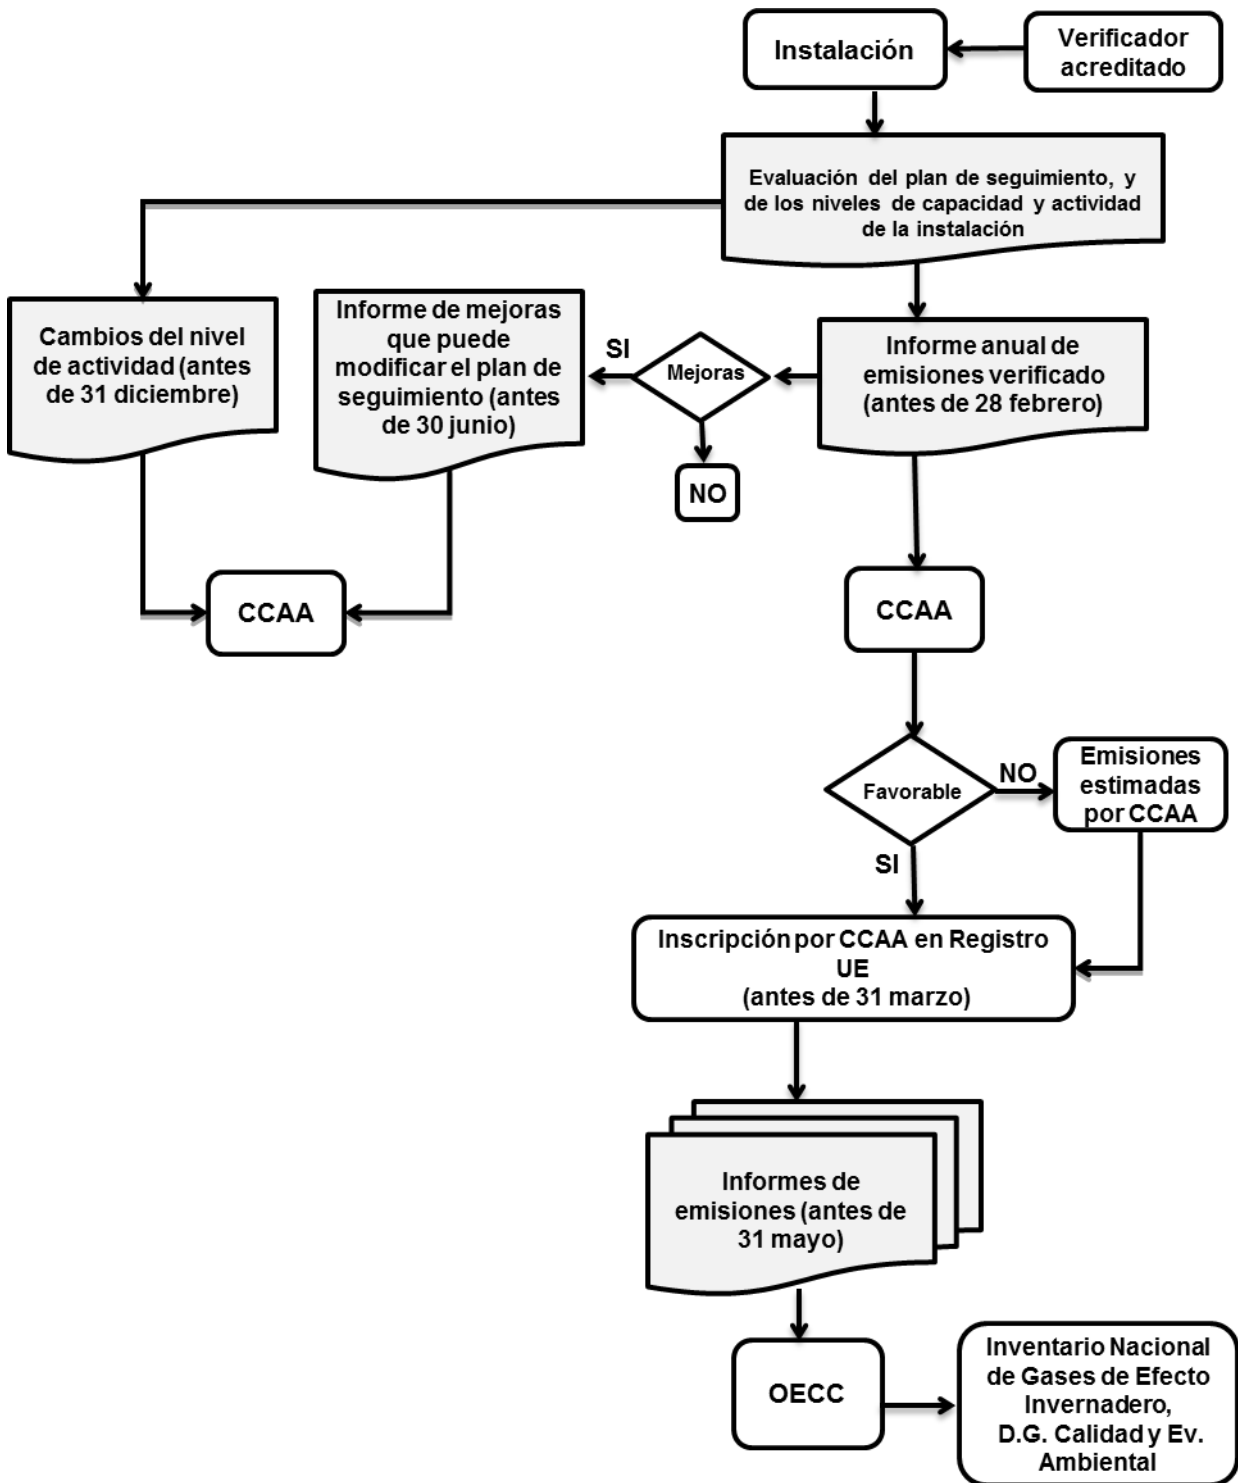 Instalación
Verificador
acreditado
Evaluación del plan de seguimiento, y
de los niveles de capacidad y actividad
de la instalación
Cambios del nivel
de actividad (antes
de 31 diciembre)
Informe de mejoras
que puede
modificar el plan de
seguimiento (antes
de 30 junio)
SI
Mejoras
NO
Informe anual de
emisiones verificado
(antes de 28 febrero)
CCAA
CCAA
Favorable
NO
Emisiones
estimadas
por CCAA
SI
Inscripción por CCAA en Registro
UE
(antes de 31 marzo)
Informes de
emisiones (antes de
31 mayo)
OECC
Inventario Nacional
de Gases de Efecto
Invernadero,
D.G. Calidad y Ev.
Ambiental